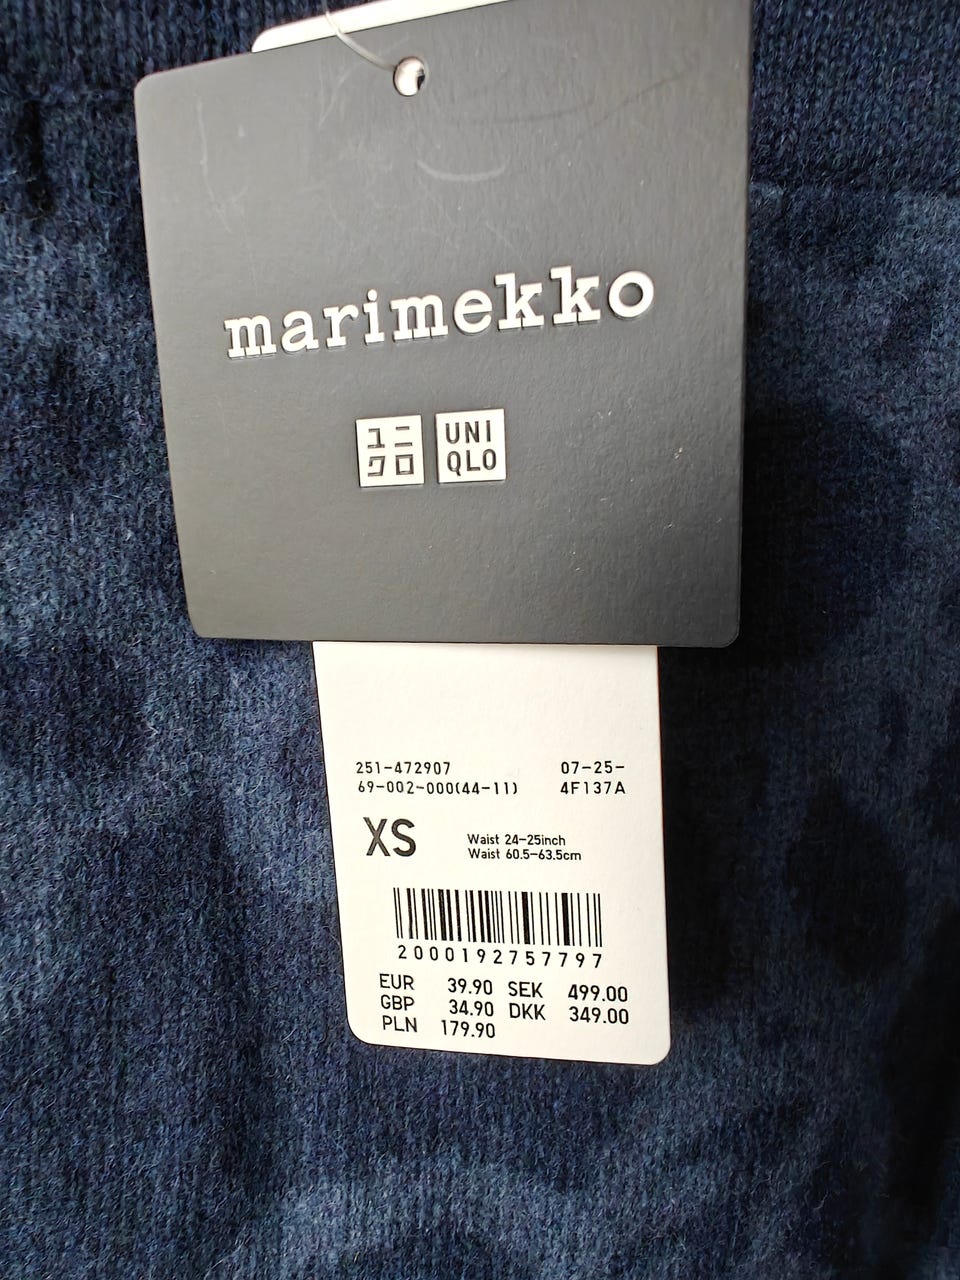 marimekko
ユニ UNI
クロ QLO
251-472907 07-25-
69-002-000(44-11) 4F137A
XS Waist 24-25inch
Waist 60.5-63.5cm
2000192757797
EUR 39.90 SEK 499.00
GBP 34.90 DKK 349.00
PLN 179.90